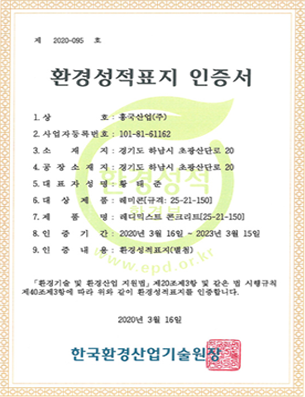 제 2020-095 호
환경성적표지 인증서
1. 상 호 : 흥국산업(주)
2. 사업자등록번호 : 101-81-61162
3. 소 재 지 : 경기도 하남시 초광산단로 20
4. 공 장 소 재 지 : 경기도 하남시 초광산단로 20
5. 대 표 자 성 명 : 황 태 준
6. 대 상 제 품 : 레미콘[규격: 25-21-150]
7. 제 품 명 : 레디믹스트 콘크리트[25-21-150]
8. 인 증 기 간 : 2020년 3월 16일 ~ 2023년 3월 15일
9. 인 증 내 용 : 환경성적표지(별첨)
환경성적
환경부
www.epd.or.kr
「환경기술 및 환경산업 지원법」제20조제3항 및 같은 법 시행규칙
제40조제3항에 따라 위와 같이 환경성적표지를 인증합니다.
2020년 3월 16일
한국환경산업기술원장